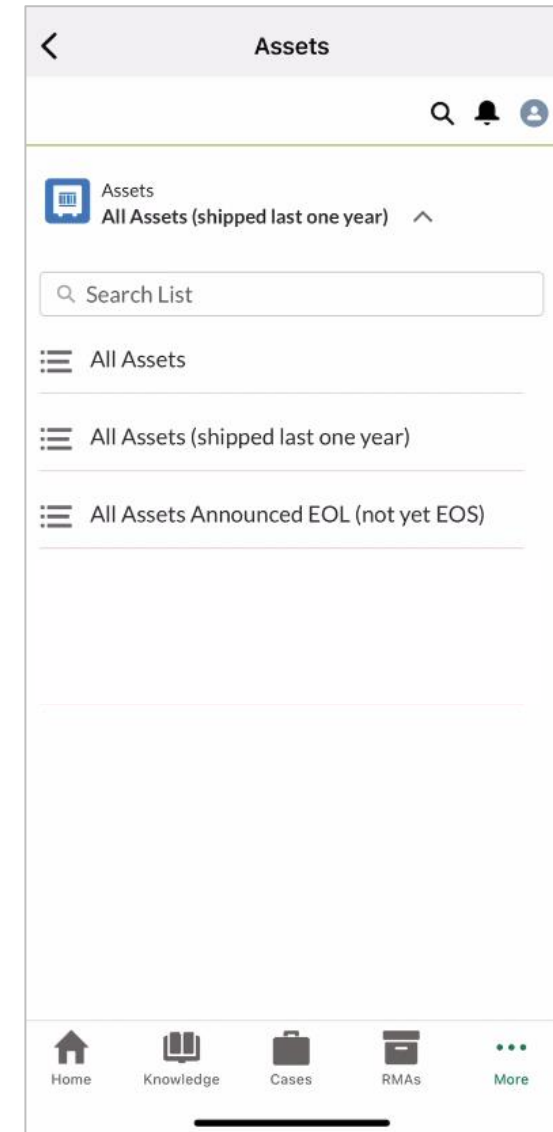 Assets
Assets
All Assets (shipped last one year)
Search List
All Assets
All Assets (shipped last one year)
All Assets Announced EOL (not yet EOS)
Home
Knowledge
Cases
RMAs
More